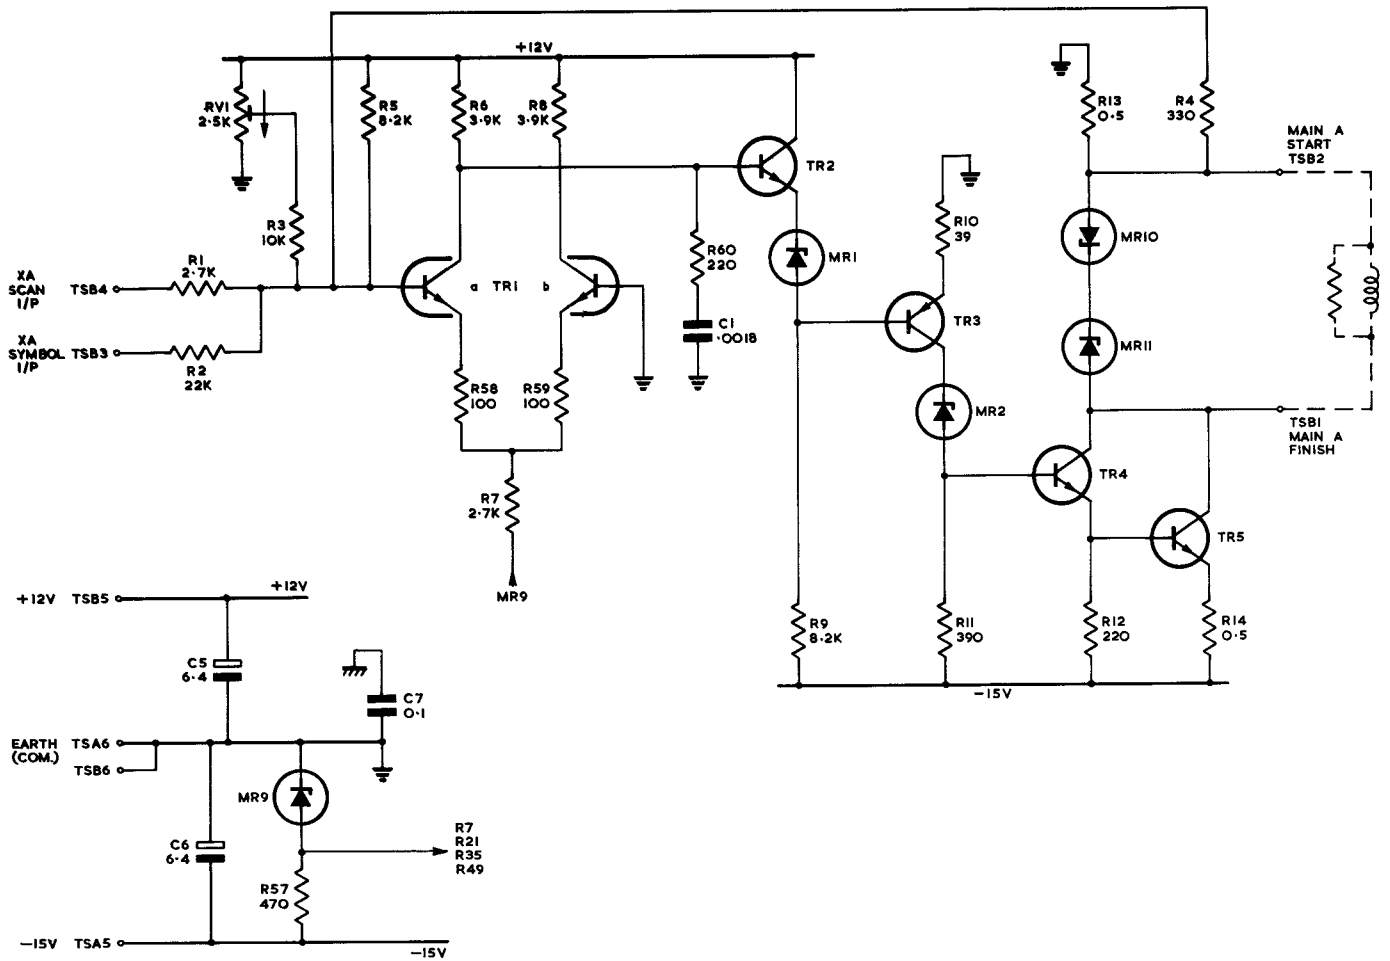 +12V
RV1
2.5K
R5
8.2K
R6
3.9K
R8
3.9K
R13
0.5
R4
330
MAIN A
START
TSB2
TR2
R3
10K
R10
39
MR10
XA
SCAN
I/P
TSB4
R1
2.7K
a TR1 b
R60
220
MR1
C1
.0018
TR3
MR11
XA
SYMBOL
I/P
TSB3
R2
22K
R58
100
R59
100
MR2
TSB1
MAIN A
FINISH
TR4
R7
2.7K
TR5
MR9
+12V TSB5
+12V
R9
8.2K
R11
390
R12
220
R14
0.5
-15V
C5
6.4
C7
0.1
EARTH
(COM.)
TSA6
TSB6
MR9
C6
6.4
R7
R21
R35
R49
R57
470
-15V TSA5
-15V